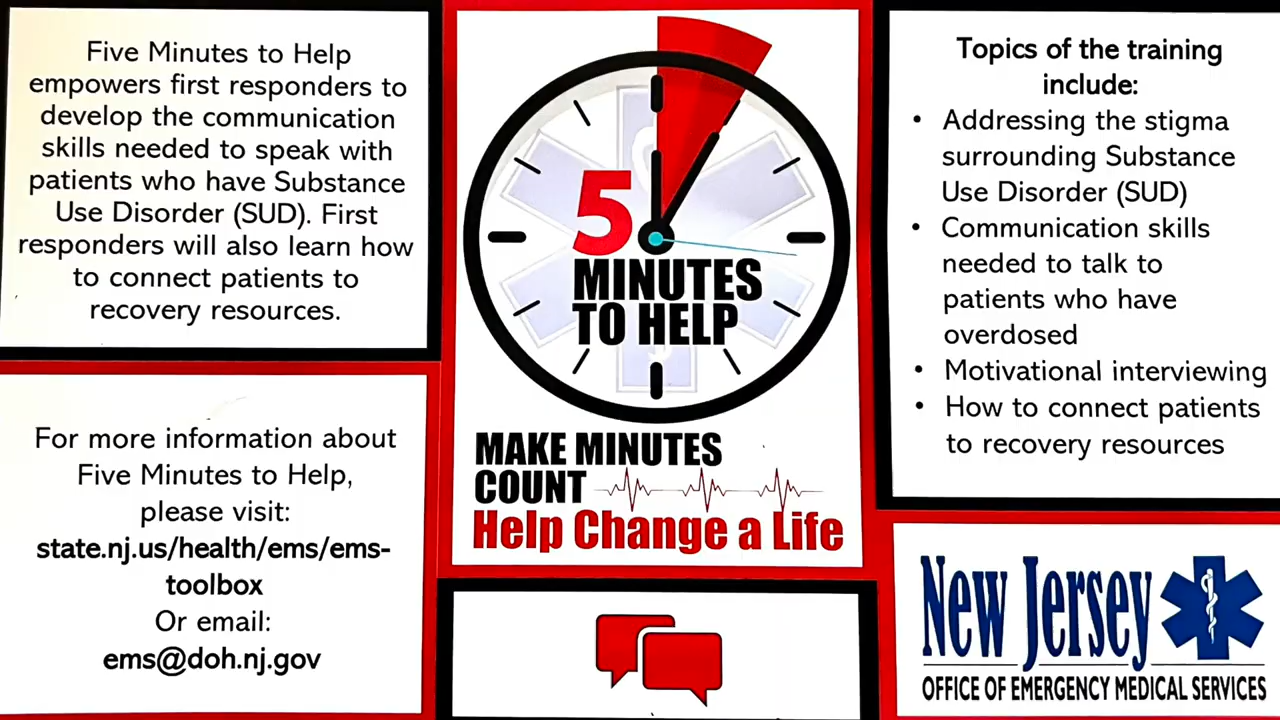 Five Minutes to Help
empowers first responders to
develop the communication
skills needed to speak with
patients who have Substance
Use Disorder (SUD). First
responders will also learn how
to connect patients to
recovery resources.
For more information about
Five Minutes to Help,
please visit:
state.nj.us/health/ems/ems-
toolbox
Or email:
ems@doh.nj.gov
5
MINUTES
TO HELP
MAKE MINUTES
COUNT
Help Change a Life
Topics of the training
include:
• Addressing the stigma
surrounding Substance
Use Disorder (SUD)
• Communication skills
needed to talk to
patients who have
overdosed
• Motivational interviewing
• How to connect patients
to recovery resources
New Jersey
OFFICE OF EMERGENCY MEDICAL SERVICES